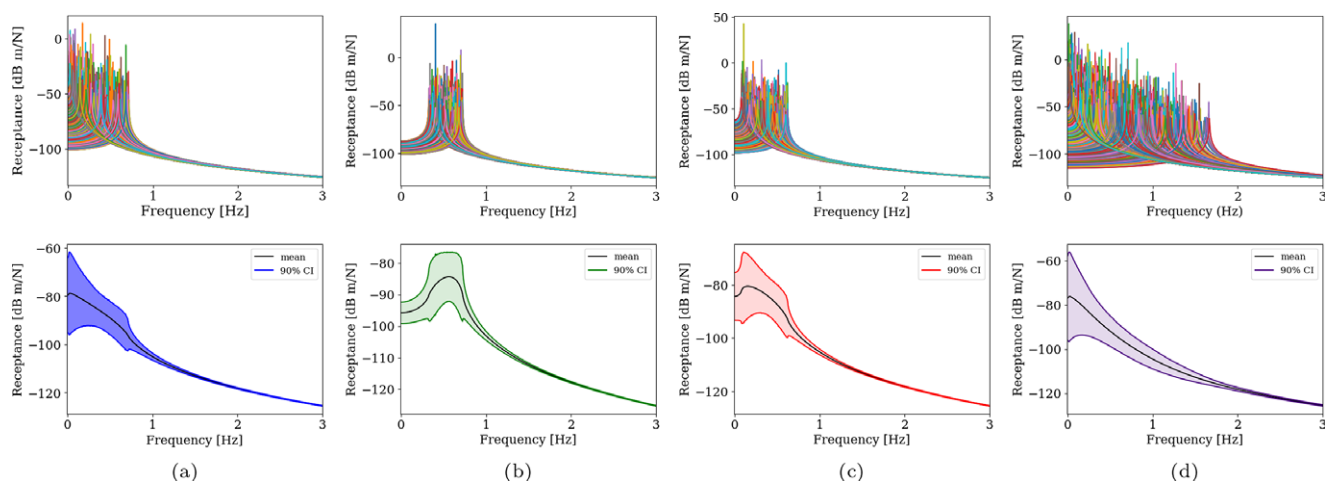 0
−50
−100
Receptance [dB m/N]
0 1 2 3
Frequency [Hz]
50
0
−50
−100
Receptance [dB m/N]
0 1 2 3
Frequency [Hz]
50
0
−50
−100
Receptance [dB m/N]
0 1 2 3
Frequency [Hz]
50
0
−50
−100
Receptance [dB m/N]
0 1 2 3
Frequency (Hz)
−60
−80
−100
−120
Receptance [dB m/N]
mean
90% CI
0 1 2 3
Frequency [Hz]
−80
−90
−100
−110
−120
Receptance [dB m/N]
mean
90% CI
0 1 2 3
Frequency [Hz]
−80
−100
−120
Receptance [dB m/N]
mean
90% CI
0 1 2 3
Frequency [Hz]
−60
−80
−100
−120
Receptance [dB m/N]
mean
90% CI
0 1 2 3
Frequency [Hz]
(a) (b) (c) (d)